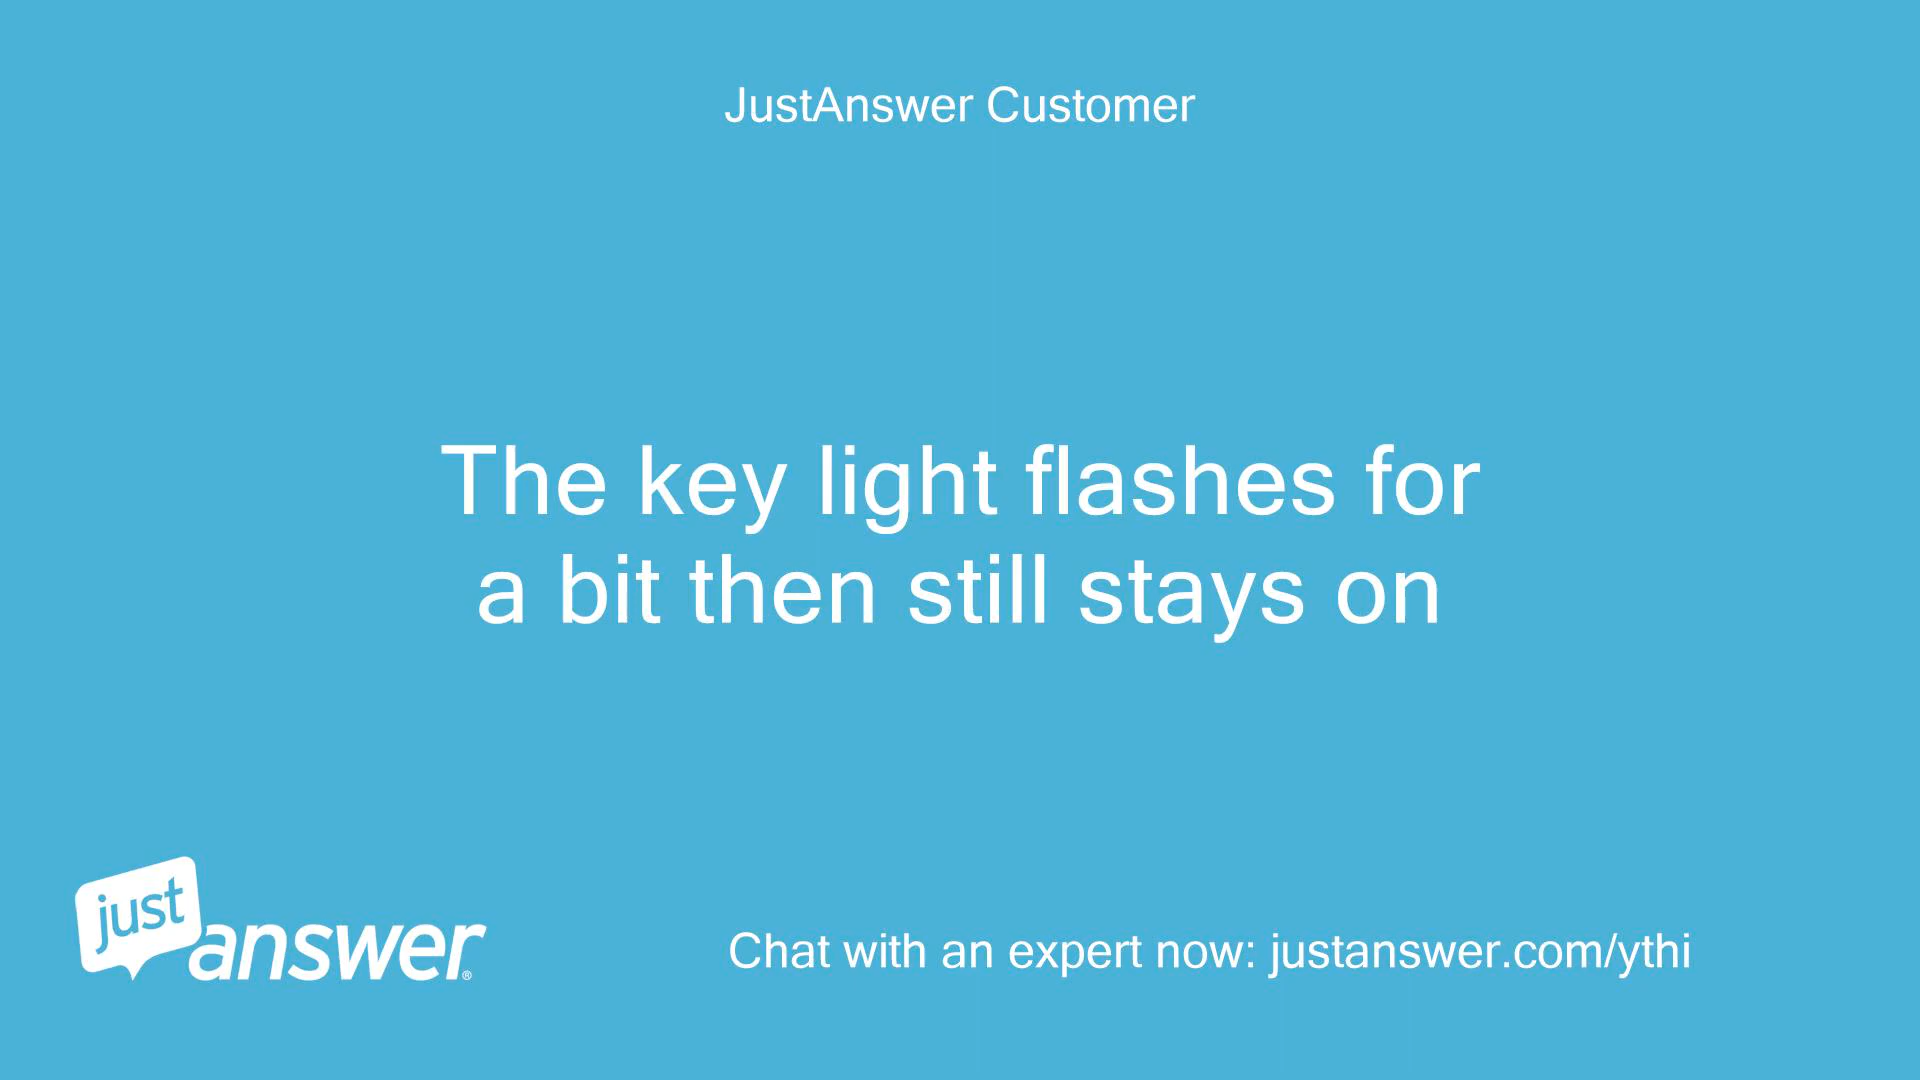 JustAnswer Customer
The key light flashes for
a bit then still stays on
just
answer®
Chat with an expert now: justanswer.com/ythi